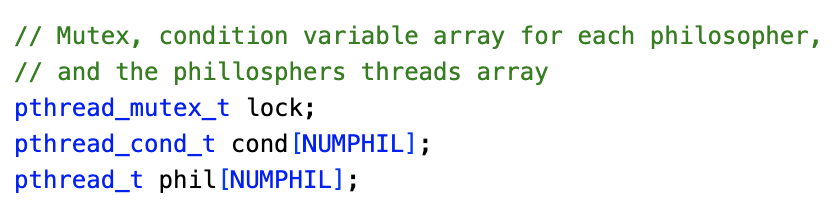 // Mutex, condition variable array for each philosopher,
// and the phillosphers threads array
pthread_mutex_t lock;
pthread_cond_t cond[NUMPHIL];
pthread_t phil[NUMPHIL];